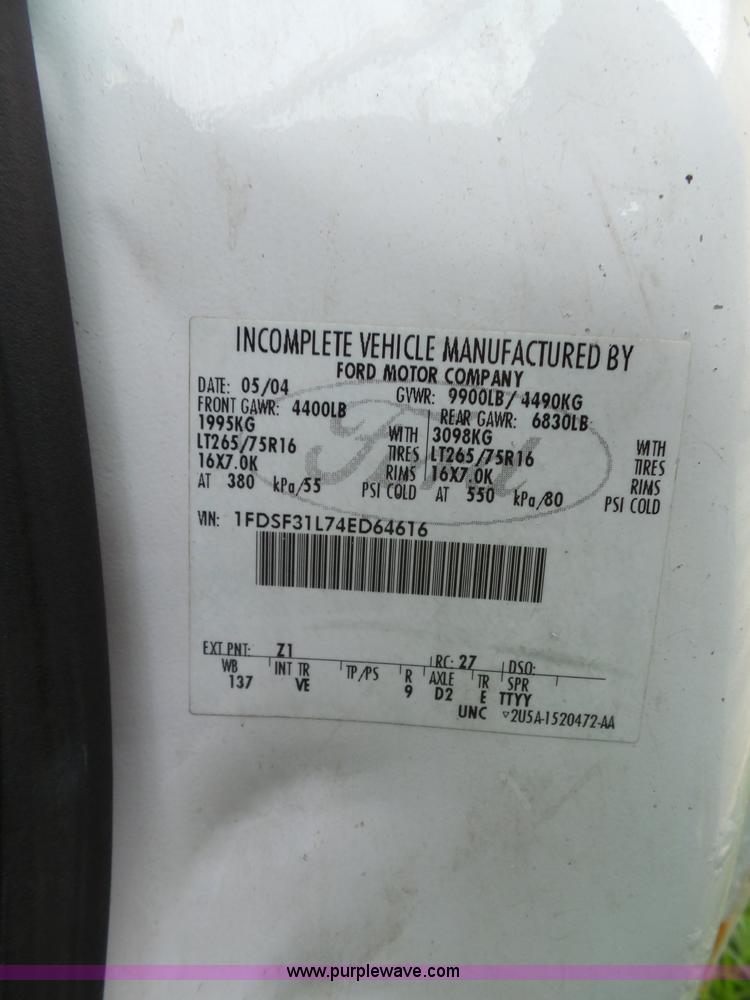 INCOMPLETE VEHICLE MANUFACTURED BY
FORD MOTOR COMPANY
DATE: 05/04 GVWR: 9900LB/ 4490KG
FRONT GAWR: 4400LB REAR GAWR: 6830LB
1995KG WITH 3098KG WITH
LT265/75R16 TIRES LT265/75R16 TIRES
16X7.0K RIMS 16X7.0K RIMS
AT 380 kPa/55 PSI COLD AT 550 kPa/80 PSI COLD
VIN: 1FDSF31L74ED64616
Ford
EXT PNT: Z1 RC: 27 DSO:
WB INT TR TP/PS R AXLE TR SPR
137 VE 9 D2 E TTYY
UNC ▽2U5A-1520472-AA
www.purplewave.com